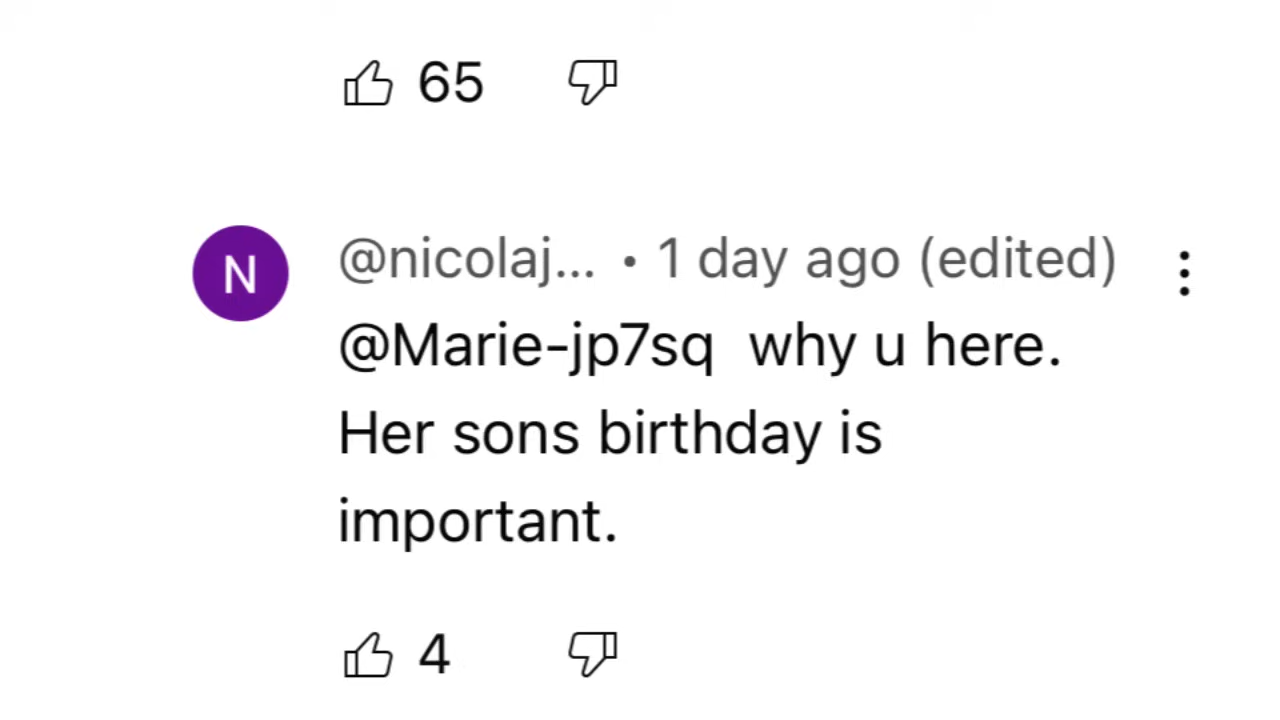 65
N
@nicolaj... • 1 day ago (edited)
@Marie-jp7sq why u here.
Her sons birthday is
important.
4